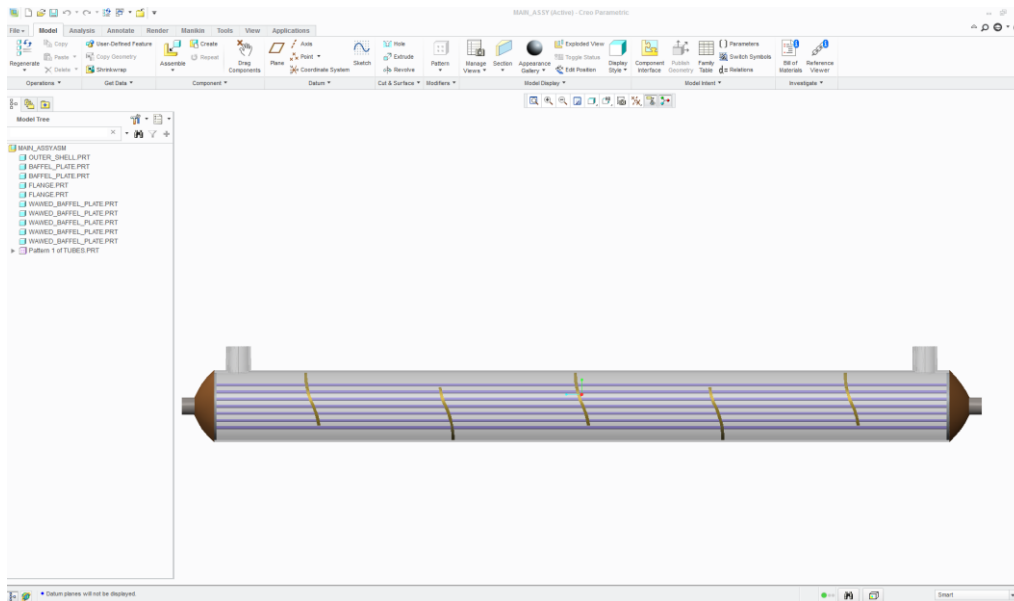 MAIN_ASSY (Active) - Creo Parametric
File Model Analysis Annotate Render Manikin Tools View Applications
Regenerate
Copy
Paste
Delete
User-Defined Feature
Copy Geometry
Shrinkwrap
Assemble
Create
Repeat
Drag Components
Plane
Axis
Point
Coordinate System
Sketch
Hole
Extrude
Revolve
Pattern
Manage Views
Section
Appearance Gallery
Exploded View
Toggle Status
Edit Position
Display Style
Component Interface
Publish Geometry
Family Table
Parameters
Switch Symbols
d= Relations
Bill of Materials
Reference Viewer
Operations Get Data Component Datum Cut & Surface Modifiers Model Display Model Intent Investigate
Model Tree
MAIN_ASSY.ASM
OUTER_SHELL.PRT
BAFFEL_PLATE.PRT
BAFFEL_PLATE.PRT
FLANGE.PRT
FLANGE.PRT
WAWED_BAFFEL_PLATE.PRT
WAWED_BAFFEL_PLATE.PRT
WAWED_BAFFEL_PLATE.PRT
WAWED_BAFFEL_PLATE.PRT
WAWED_BAFFEL_PLATE.PRT
Pattern 1 of TUBES.PRT
Datum planes will not be displayed.
Smart